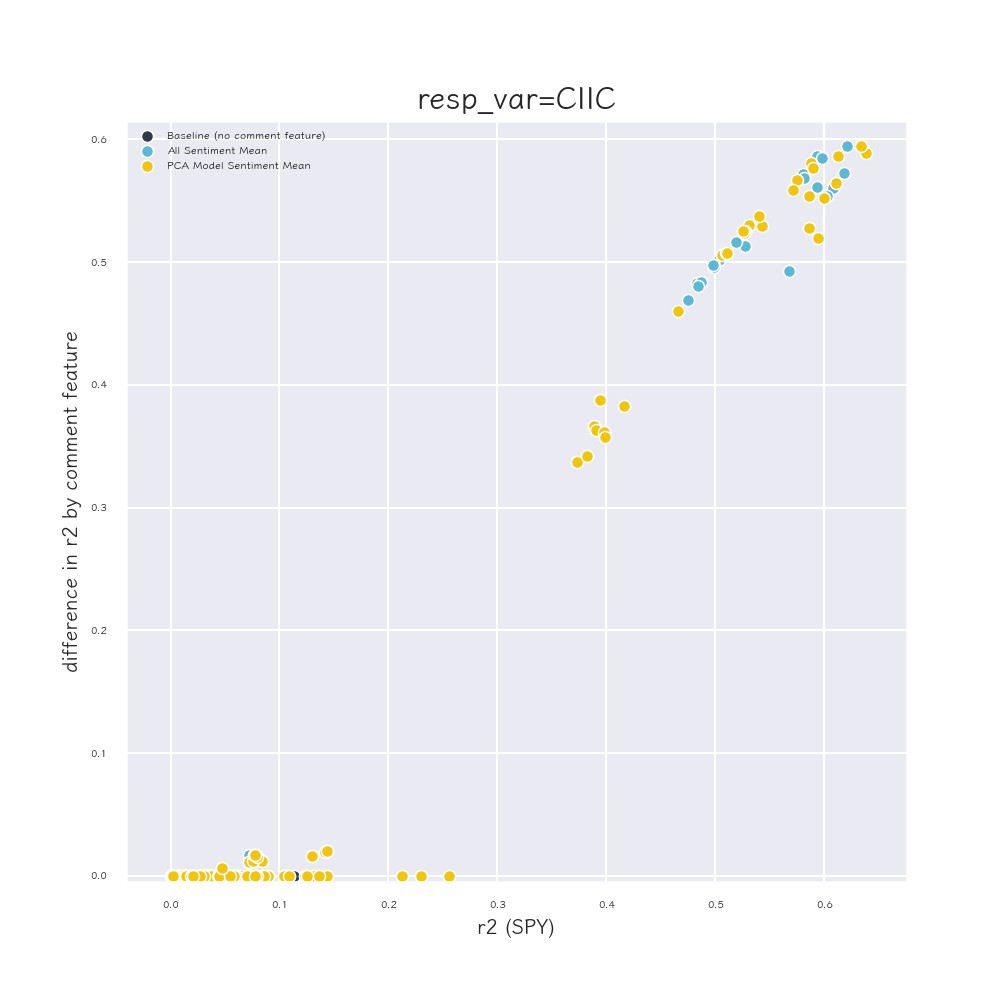 resp_var=CIIC
Baseline (no comment feature)
All Sentiment Mean
PCA Model Sentiment Mean
difference in r2 by comment feature
0.6
0.5
0.4
0.3
0.2
0.1
0.0
0.0 0.1 0.2 0.3 0.4 0.5 0.6
r2 (SPY)